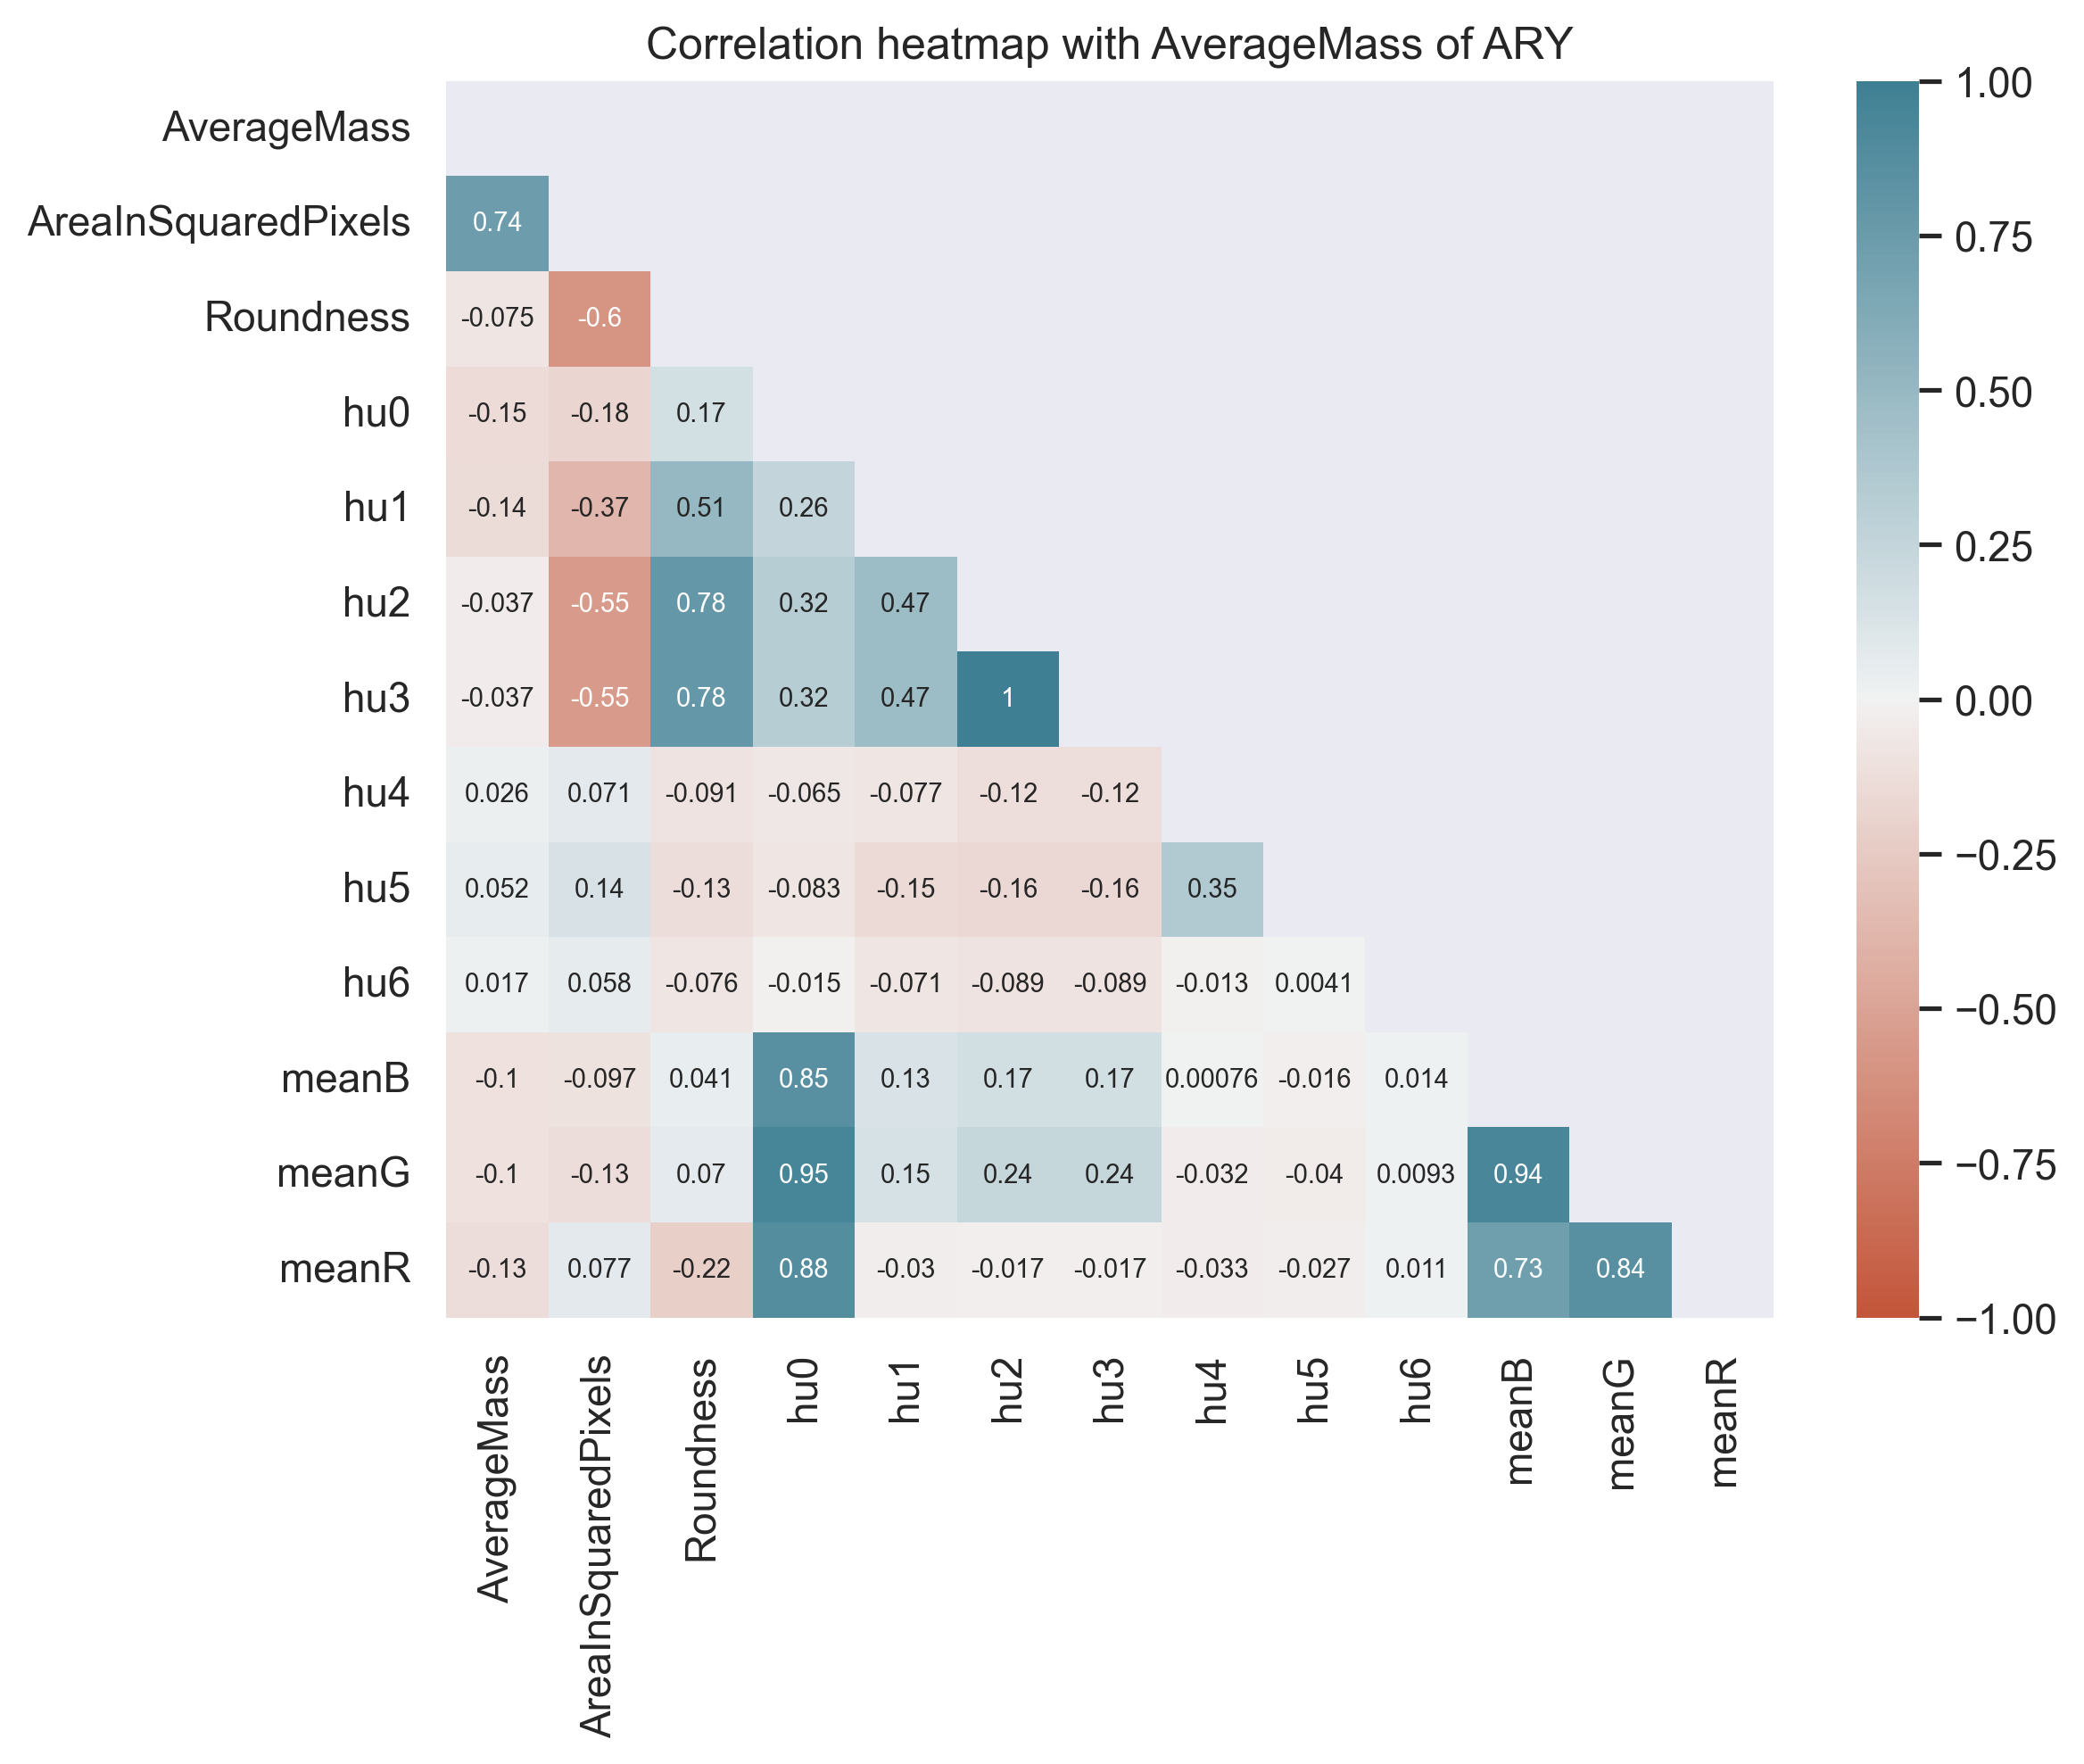 Correlation heatmap with AverageMass of ARY
AverageMass
AreaInSquaredPixels 0.74
Roundness -0.075 -0.6
hu0 -0.15 -0.18 0.17
hu1 -0.14 -0.37 0.51 0.26
hu2 -0.037 -0.55 0.78 0.32 0.47
hu3 -0.037 -0.55 0.78 0.32 0.47 1
hu4 0.026 0.071 -0.091 -0.065 -0.077 -0.12 -0.12
hu5 0.052 0.14 -0.13 -0.083 -0.15 -0.16 -0.16 0.35
hu6 0.017 0.058 -0.076 -0.015 -0.071 -0.089 -0.089 -0.013 0.0041
meanB -0.1 -0.097 0.041 0.85 0.13 0.17 0.17 0.00076 -0.016 0.014
meanG -0.1 -0.13 0.07 0.95 0.15 0.24 0.24 -0.032 -0.04 0.0093 0.94
meanR -0.13 0.077 -0.22 0.88 -0.03 -0.017 -0.017 -0.033 -0.027 0.011 0.73 0.84
AverageMass
AreaInSquaredPixels
Roundness
hu0
hu1
hu2
hu3
hu4
hu5
hu6
meanB
meanG
meanR
1.00
0.75
0.50
0.25
0.00
−0.25
−0.50
−0.75
−1.00